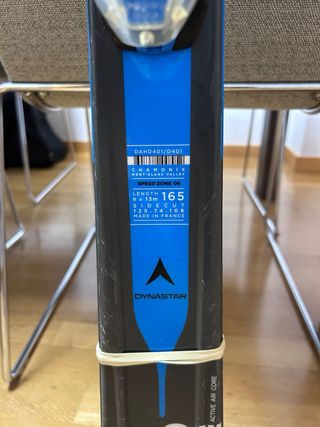 DAHD401/D401
CHAMONIX
MONT-BLANC VALLEY
SPEED ZONE 06
LENGTH 165
R = 13m
SIDECUT
125.74.108
MADE IN FRANCE
DYNASTAR
ACTIVE AIR CORE